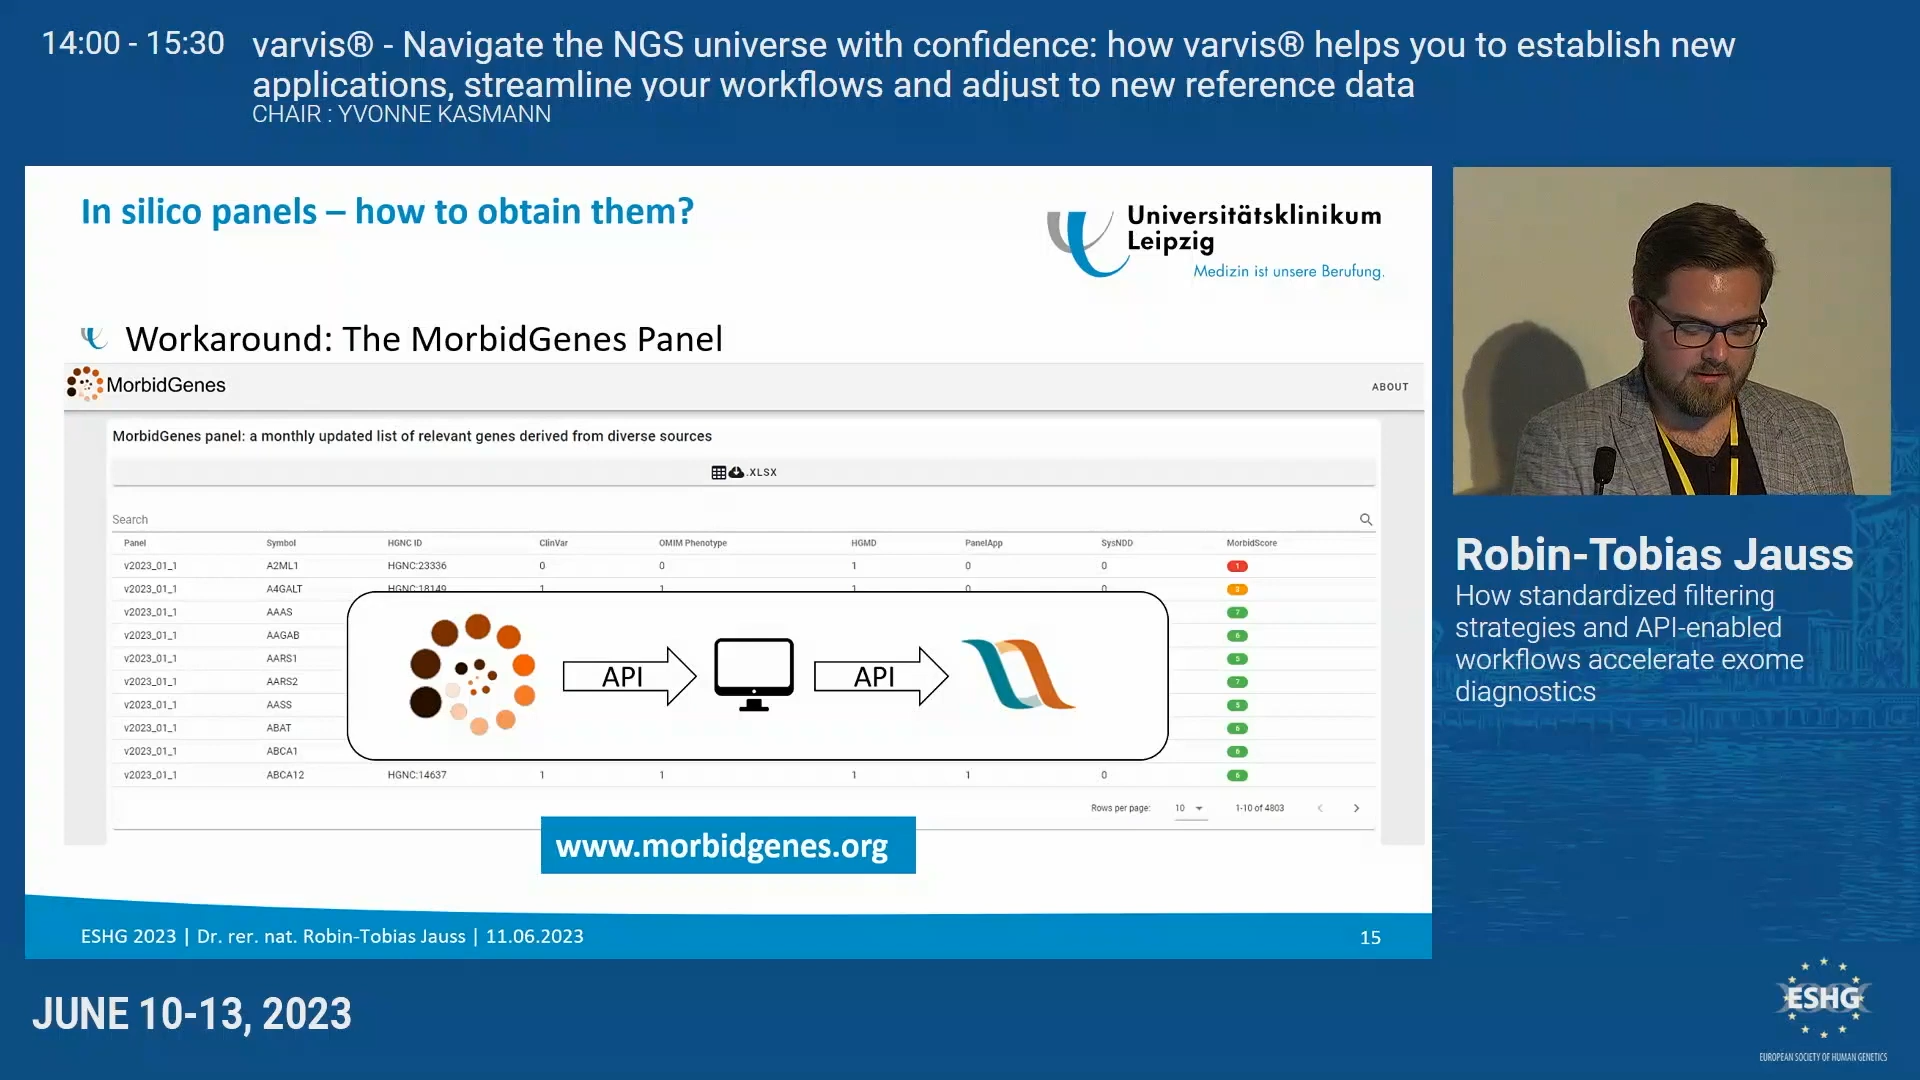 14:00 - 15:30
varvis® - Navigate the NGS universe with confidence: how varvis® helps you to establish new
applications, streamline your workflows and adjust to new reference data
CHAIR : YVONNE KASMANN
In silico panels – how to obtain them?
Universitätsklinikum
Leipzig
Medizin ist unsere Berufung.
Workaround: The MorbidGenes Panel
MorbidGenes
ABOUT
MorbidGenes panel: a monthly updated list of relevant genes derived from diverse sources
.XLSX
Search
Panel Symbol HGNC ID ClinVar OMIM Phenotype HGMD PanelApp SysNDD MorbidScore
v2023_01_1 A2ML1 HGNC:23336 0 0 1 0 0 1
v2023_01_1 A4GALT HGNC:18149 1 1 1 0 0
v2023_01_1 AAAS 7
v2023_01_1 AAGAB 6
v2023_01_1 AARS1 5
v2023_01_1 AARS2 7
v2023_01_1 AASS 5
v2023_01_1 ABAT 6
v2023_01_1 ABCA1 6
v2023_01_1 ABCA12 HGNC:14637 1 1 1 1 0 6
API
API
Rows per page: 10 1-10 of 4803
www.morbidgenes.org
ESHG 2023 | Dr. rer. nat. Robin-Tobias Jauss | 11.06.2023
15
Robin-Tobias Jauss
How standardized filtering
strategies and API-enabled
workflows accelerate exome
diagnostics
JUNE 10-13, 2023
ESHG
EUROPEAN SOCIETY OF HUMAN GENETICS